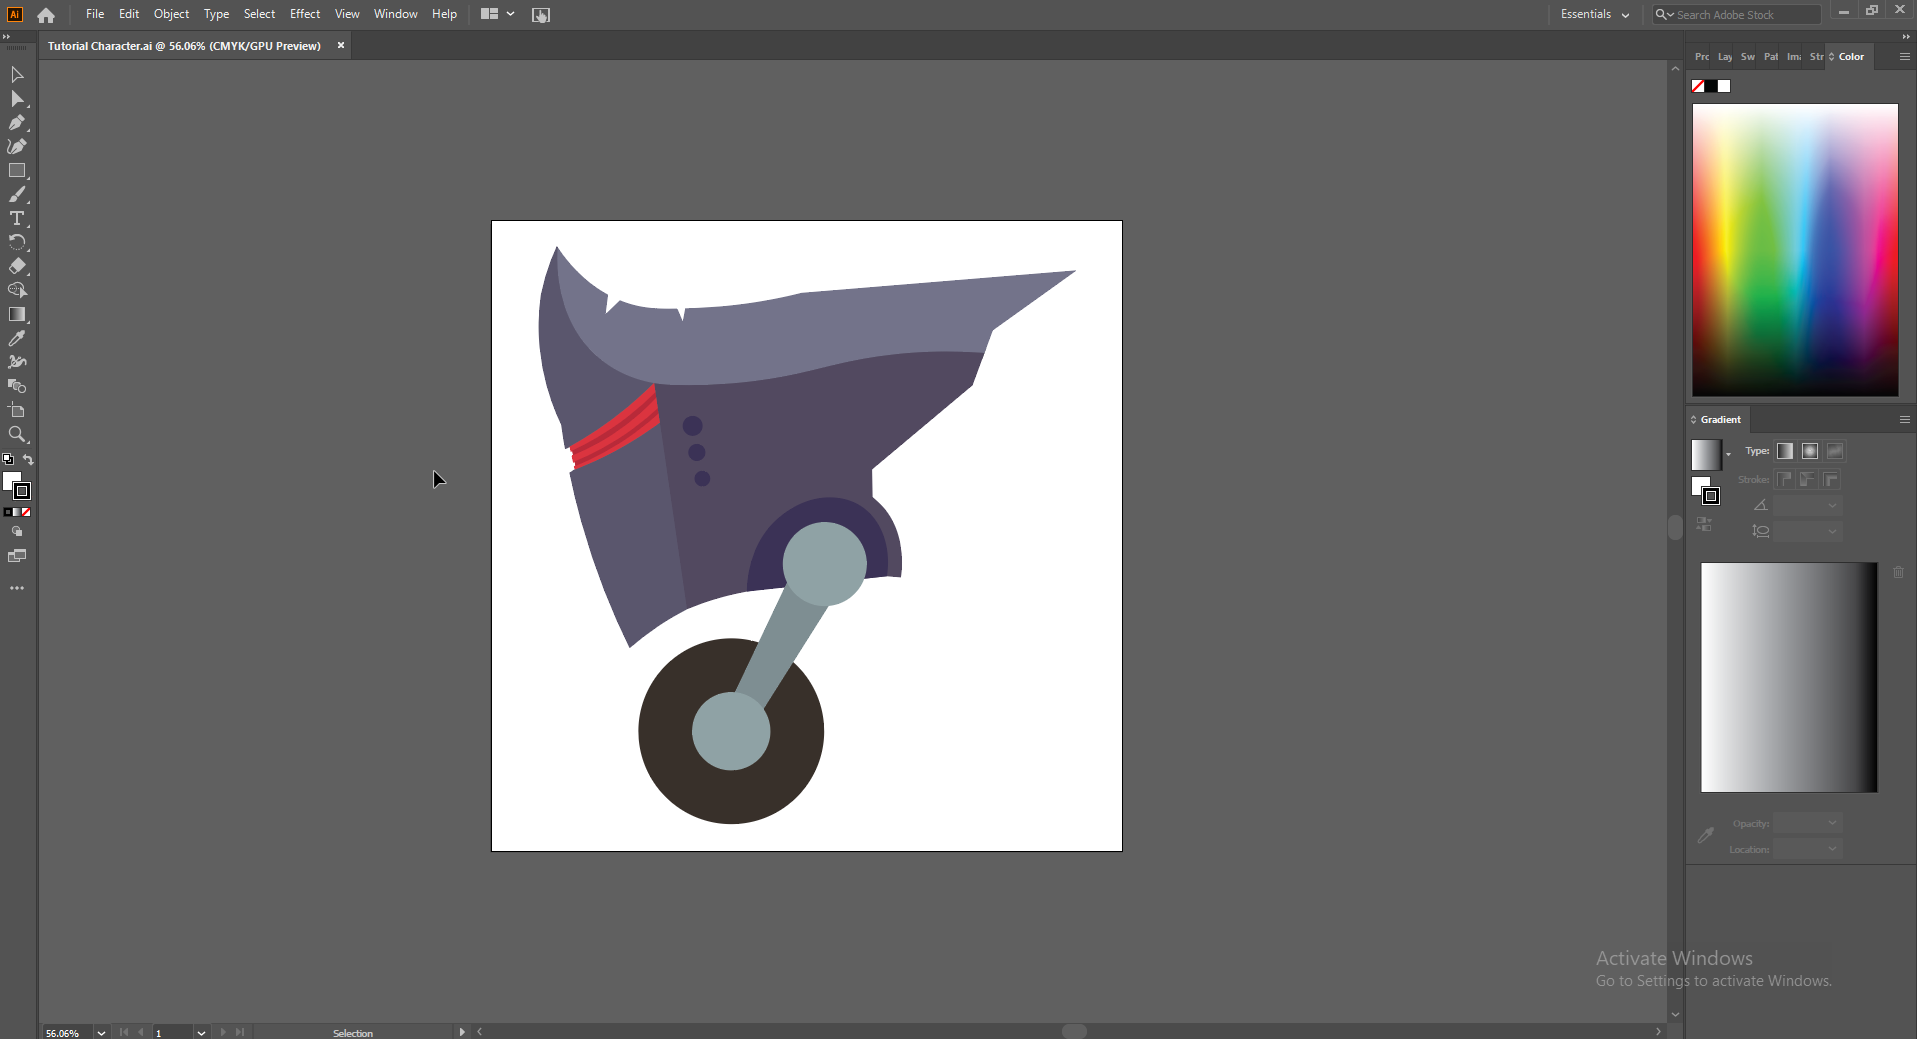 Ai File Edit Object Type Select Effect View Window Help
Essentials
Search Adobe Stock
Tutorial Character.ai @ 56.06% (CMYK/GPU Preview) ×
Prc Lay Sw Pat Ima Str Color
Gradient
Type:
Stroke:
Opacity:
Location:
Activate Windows
Go to Settings to activate Windows.
56.06% 1 Selection